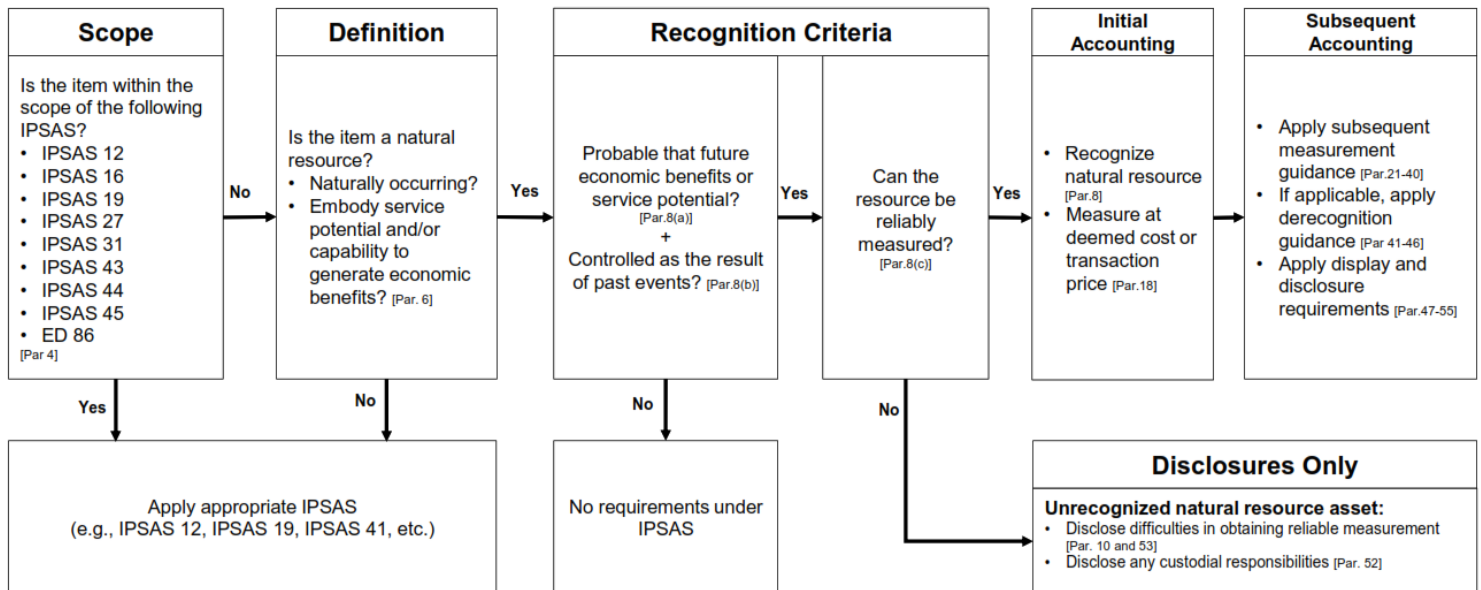 Scope
Is the item within the
scope of the following
IPSAS?
• IPSAS 12
• IPSAS 16
• IPSAS 19
• IPSAS 27
• IPSAS 31
• IPSAS 43
• IPSAS 44
• IPSAS 45
• ED 86
[Par 4]
No
Yes
Definition
Is the item a natural
resource?
• Naturally occurring?
• Embody service
potential and/or
capability to
generate economic
benefits? [Par. 6]
Yes
No
Apply appropriate IPSAS
(e.g., IPSAS 12, IPSAS 19, IPSAS 41, etc.)
Recognition Criteria
Probable that future
economic benefits or
service potential?
[Par.8(a)]
+
Controlled as the result
of past events? [Par.8(b)]
Yes
No
No requirements under
IPSAS
Can the
resource be
reliably
measured?
[Par.8(c)]
Yes
No
Initial
Accounting
• Recognize
natural resource
[Par.8]
• Measure at
deemed cost or
transaction
price [Par.18]
Subsequent
Accounting
• Apply subsequent
measurement
guidance [Par.21-40]
• If applicable, apply
derecognition
guidance [Par 41-46]
• Apply display and
disclosure
requirements [Par.47-55]
Disclosures Only
Unrecognized natural resource asset:
• Disclose difficulties in obtaining reliable measurement
[Par. 10 and 53]
• Disclose any custodial responsibilities [Par. 52]